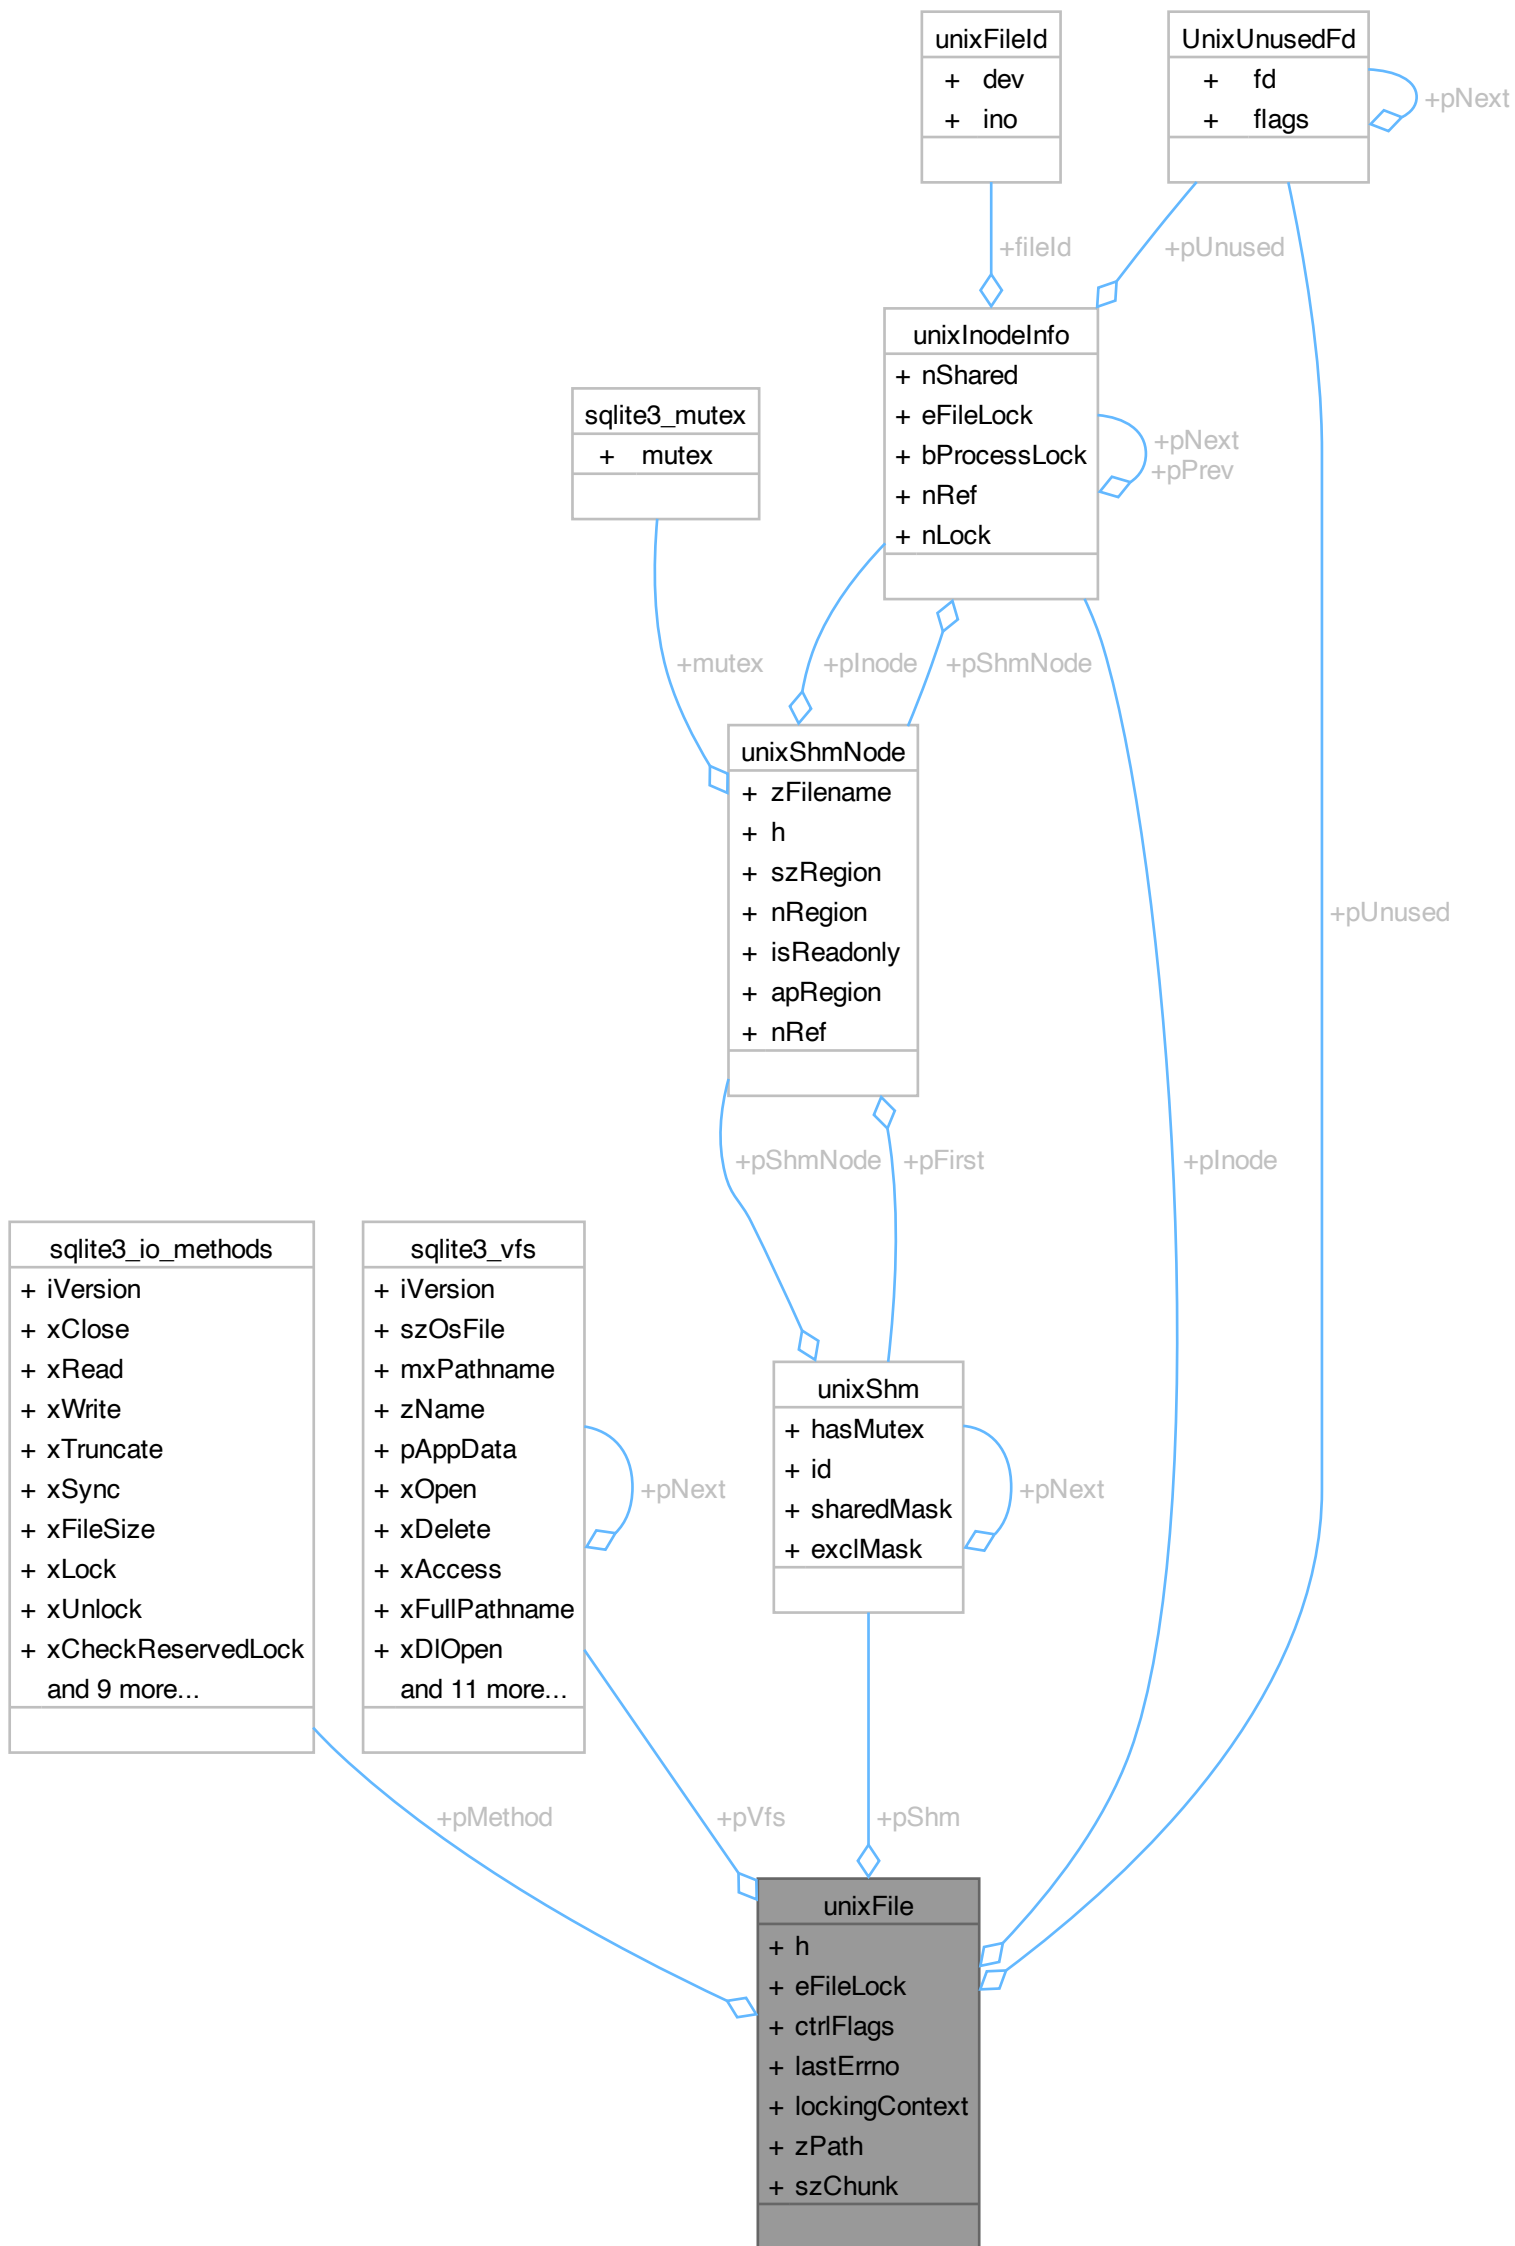 unixFileId
+ dev
+ ino
UnixUnusedFd
+ fd
+ flags
+pNext
+fileId
+pUnused
unixInodeInfo
+ nShared
+ eFileLock
+ bProcessLock
+ nRef
+ nLock
+pNext
+pPrev
sqlite3_mutex
+ mutex
+mutex
+pInode
+pShmNode
unixShmNode
+ zFilename
+ h
+ szRegion
+ nRegion
+ isReadonly
+ apRegion
+ nRef
+pUnused
+pShmNode
+pFirst
+pInode
sqlite3_io_methods
+ iVersion
+ xClose
+ xRead
+ xWrite
+ xTruncate
+ xSync
+ xFileSize
+ xLock
+ xUnlock
+ xCheckReservedLock
and 9 more...
sqlite3_vfs
+ iVersion
+ szOsFile
+ mxPathname
+ zName
+ pAppData
+ xOpen
+ xDelete
+ xAccess
+ xFullPathname
+ xDlOpen
and 11 more...
+pNext
unixShm
+ hasMutex
+ id
+ sharedMask
+ exclMask
+pNext
+pMethod
+pVfs
+pShm
unixFile
+ h
+ eFileLock
+ ctrlFlags
+ lastErrno
+ lockingContext
+ zPath
+ szChunk